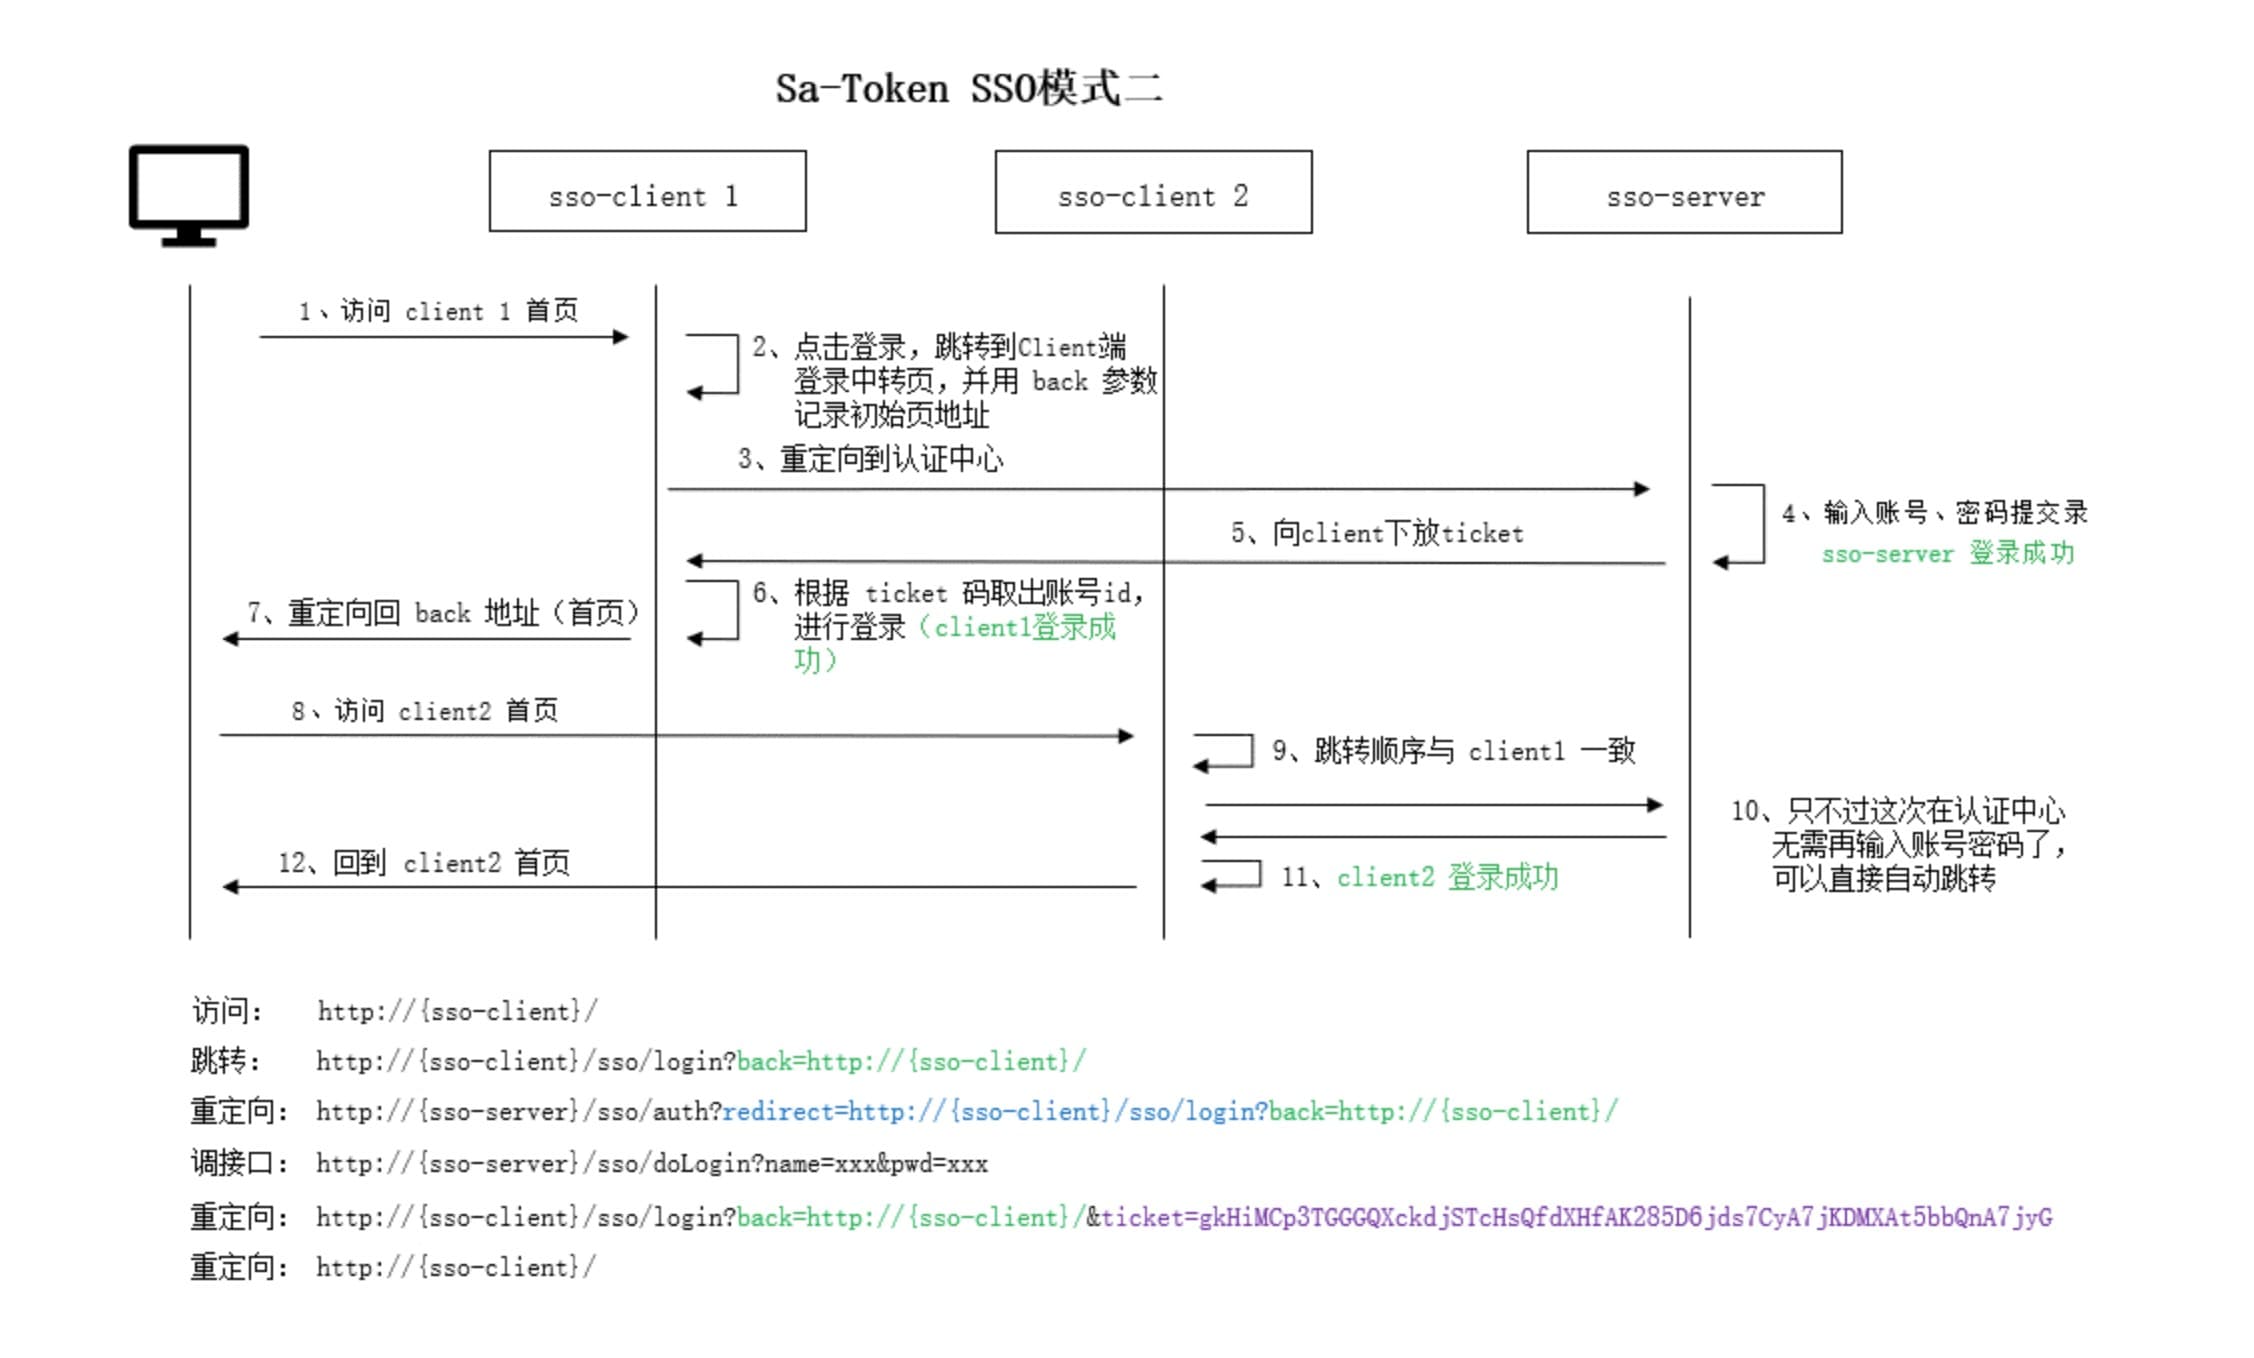 Sa-Token SSO模式二
sso-client 1
sso-client 2
sso-server
1、访问 client 1 首页
2、点击登录，跳转到Client端
登录中转页，并用 back 参数
记录初始页地址
3、重定向到认证中心
4、输入账号、密码提交录
sso-server 登录成功
5、向client下放ticket
6、根据 ticket 码取出账号id，
进行登录（client1登录成
功）
7、重定向回 back 地址（首页）
8、访问 client2 首页
9、跳转顺序与 client1 一致
10、只不过这次在认证中心
无需再输入账号密码了，
可以直接自动跳转
11、client2 登录成功
12、回到 client2 首页
访问： http://{sso-client}/
跳转： http://{sso-client}/sso/login?back=http://{sso-client}/
重定向： http://{sso-server}/sso/auth?redirect=http://{sso-client}/sso/login?back=http://{sso-client}/
调接口： http://{sso-server}/sso/doLogin?name=xxx&pwd=xxx
重定向： http://{sso-client}/sso/login?back=http://{sso-client}/&ticket=gkHiMCp3TGGGQXckdjSTcHsQfdXHfAK285D6jds7CyA7jKDMXAt5bbQnA7jyG
重定向： http://{sso-client}/